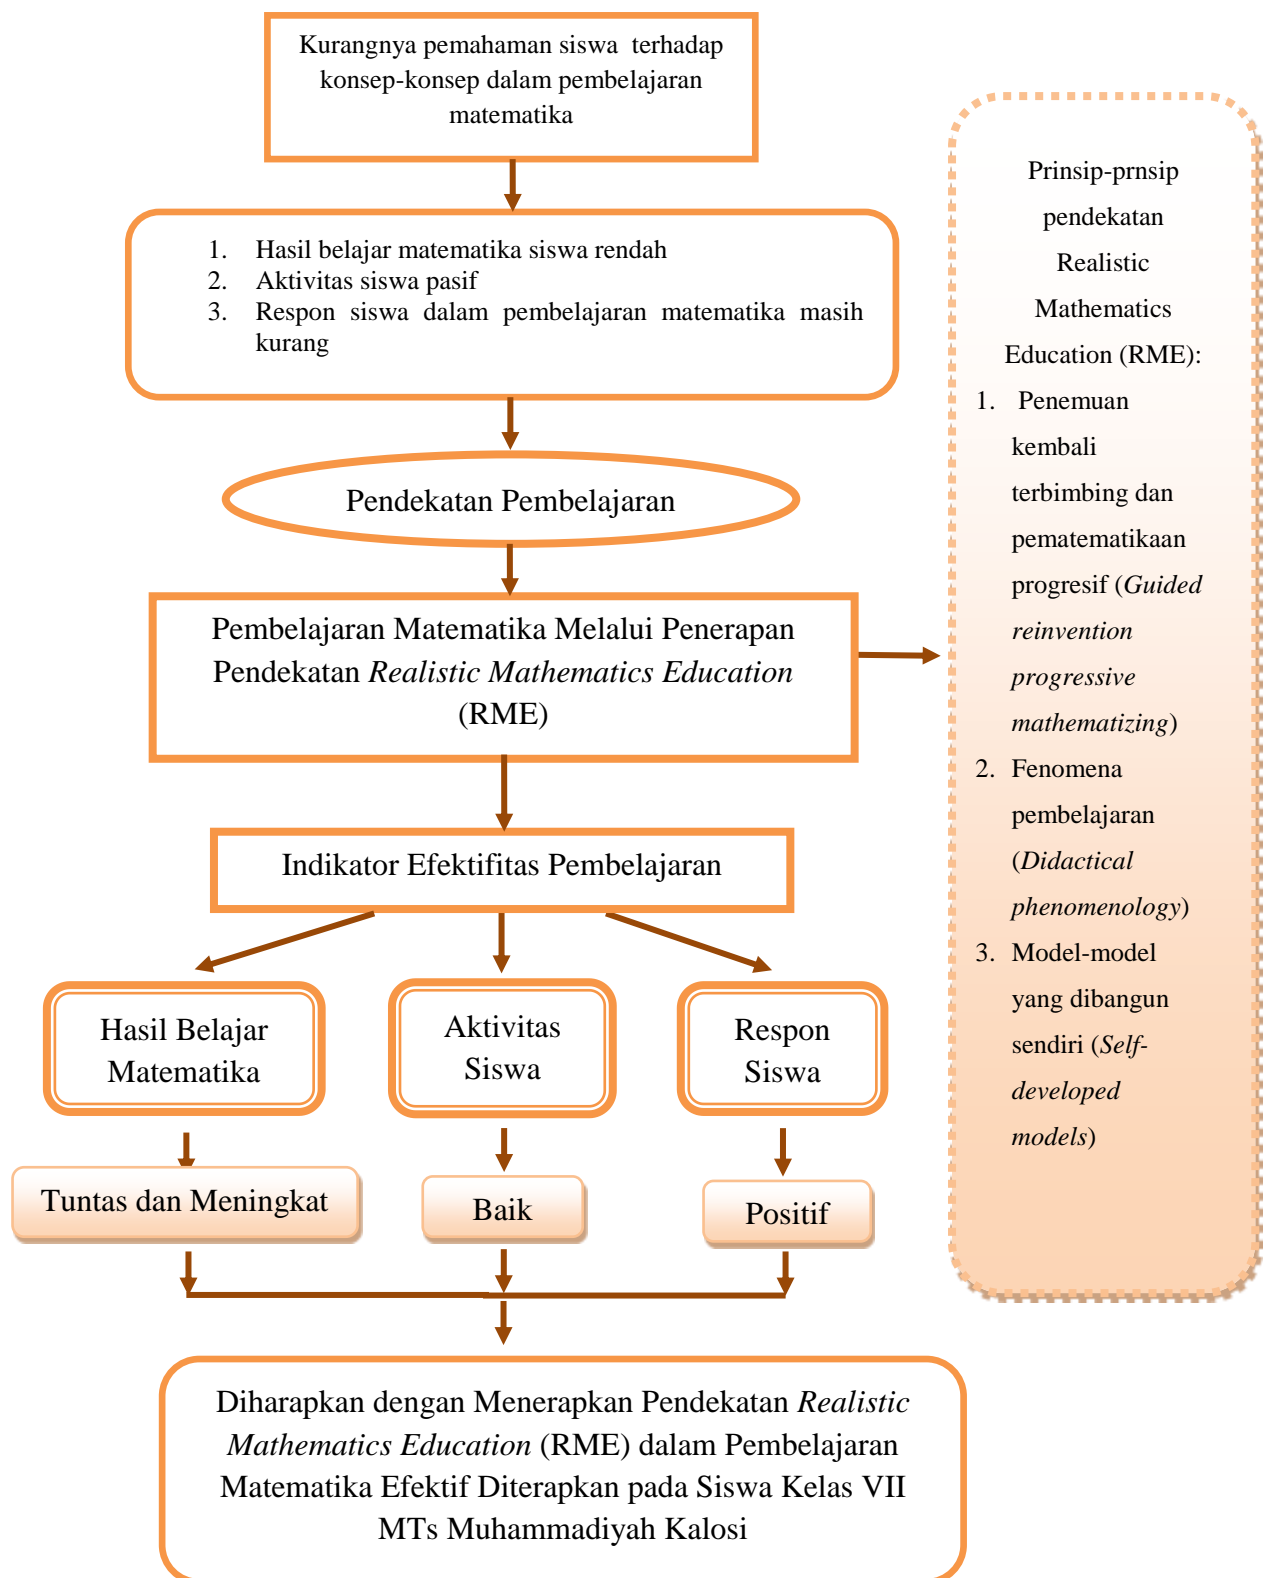 Kurangnya pemahaman siswa terhadap
konsep-konsep dalam pembelajaran
matematika
1. Hasil belajar matematika siswa rendah
2. Aktivitas siswa pasif
3. Respon siswa dalam pembelajaran matematika masih
kurang
Pendekatan Pembelajaran
Pembelajaran Matematika Melalui Penerapan
Pendekatan Realistic Mathematics Education
(RME)
Prinsip-prnsip
pendekatan
Realistic
Mathematics
Education (RME):
1. Penemuan
kembali
terbimbing dan
pematematikaan
progresif (Guided
reinvention
progressive
mathematizing)
2. Fenomena
pembelajaran
(Didactical
phenomenology)
3. Model-model
yang dibangun
sendiri (Self-
developed
models)
Indikator Efektifitas Pembelajaran
Hasil Belajar
Matematika
Aktivitas
Siswa
Respon
Siswa
Tuntas dan Meningkat
Baik
Positif
Diharapkan dengan Menerapkan Pendekatan Realistic
Mathematics Education (RME) dalam Pembelajaran
Matematika Efektif Diterapkan pada Siswa Kelas VII
MTs Muhammadiyah Kalosi